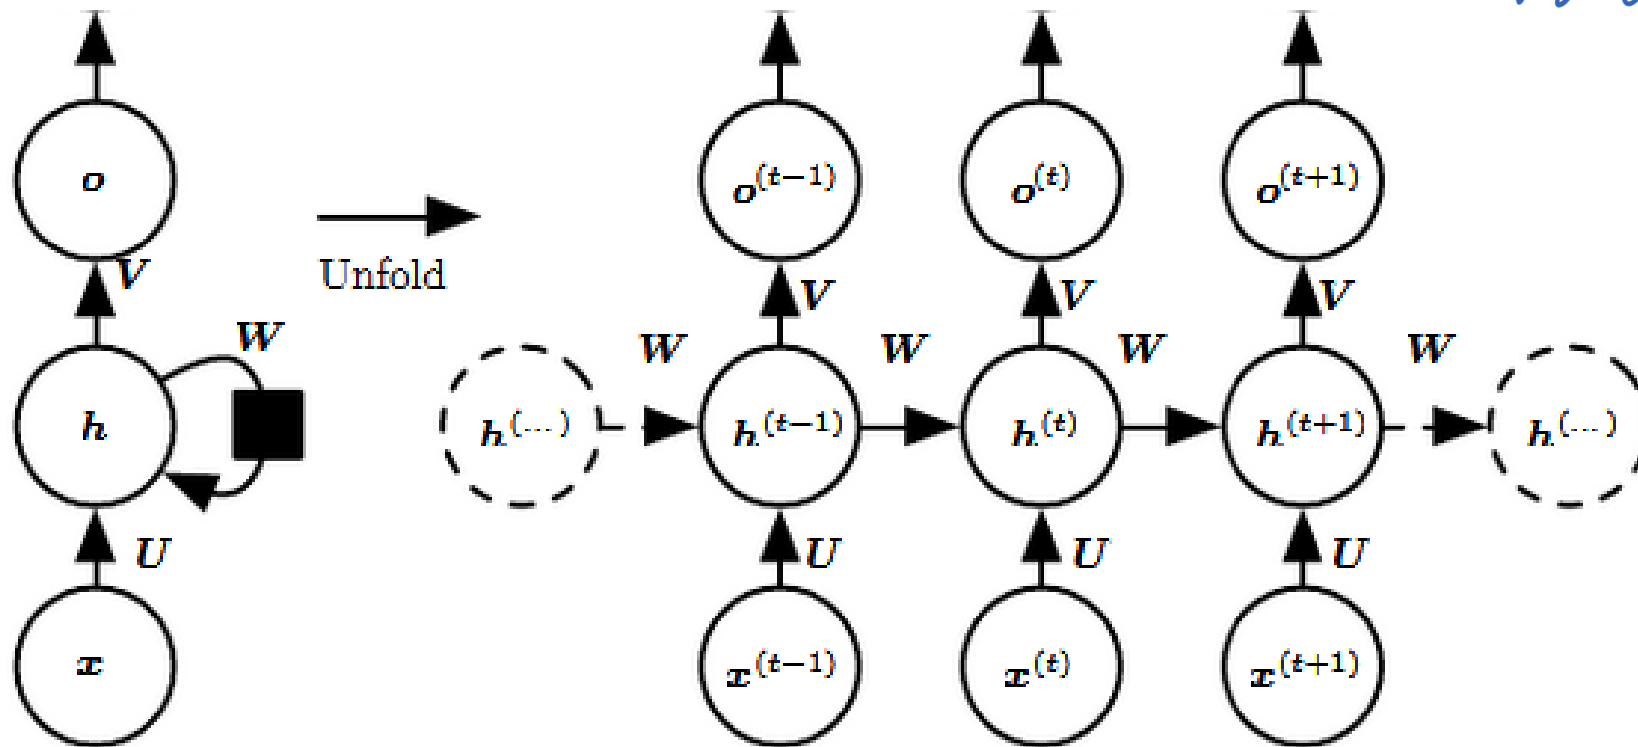 o o^(t−1) o^(t) o^(t+1)
Unfold
V V V V
W W W W W
h h^(...) h^(t−1) h^(t) h^(t+1) h^(...)
U U U U
x x^(t−1) x^(t) x^(t+1)